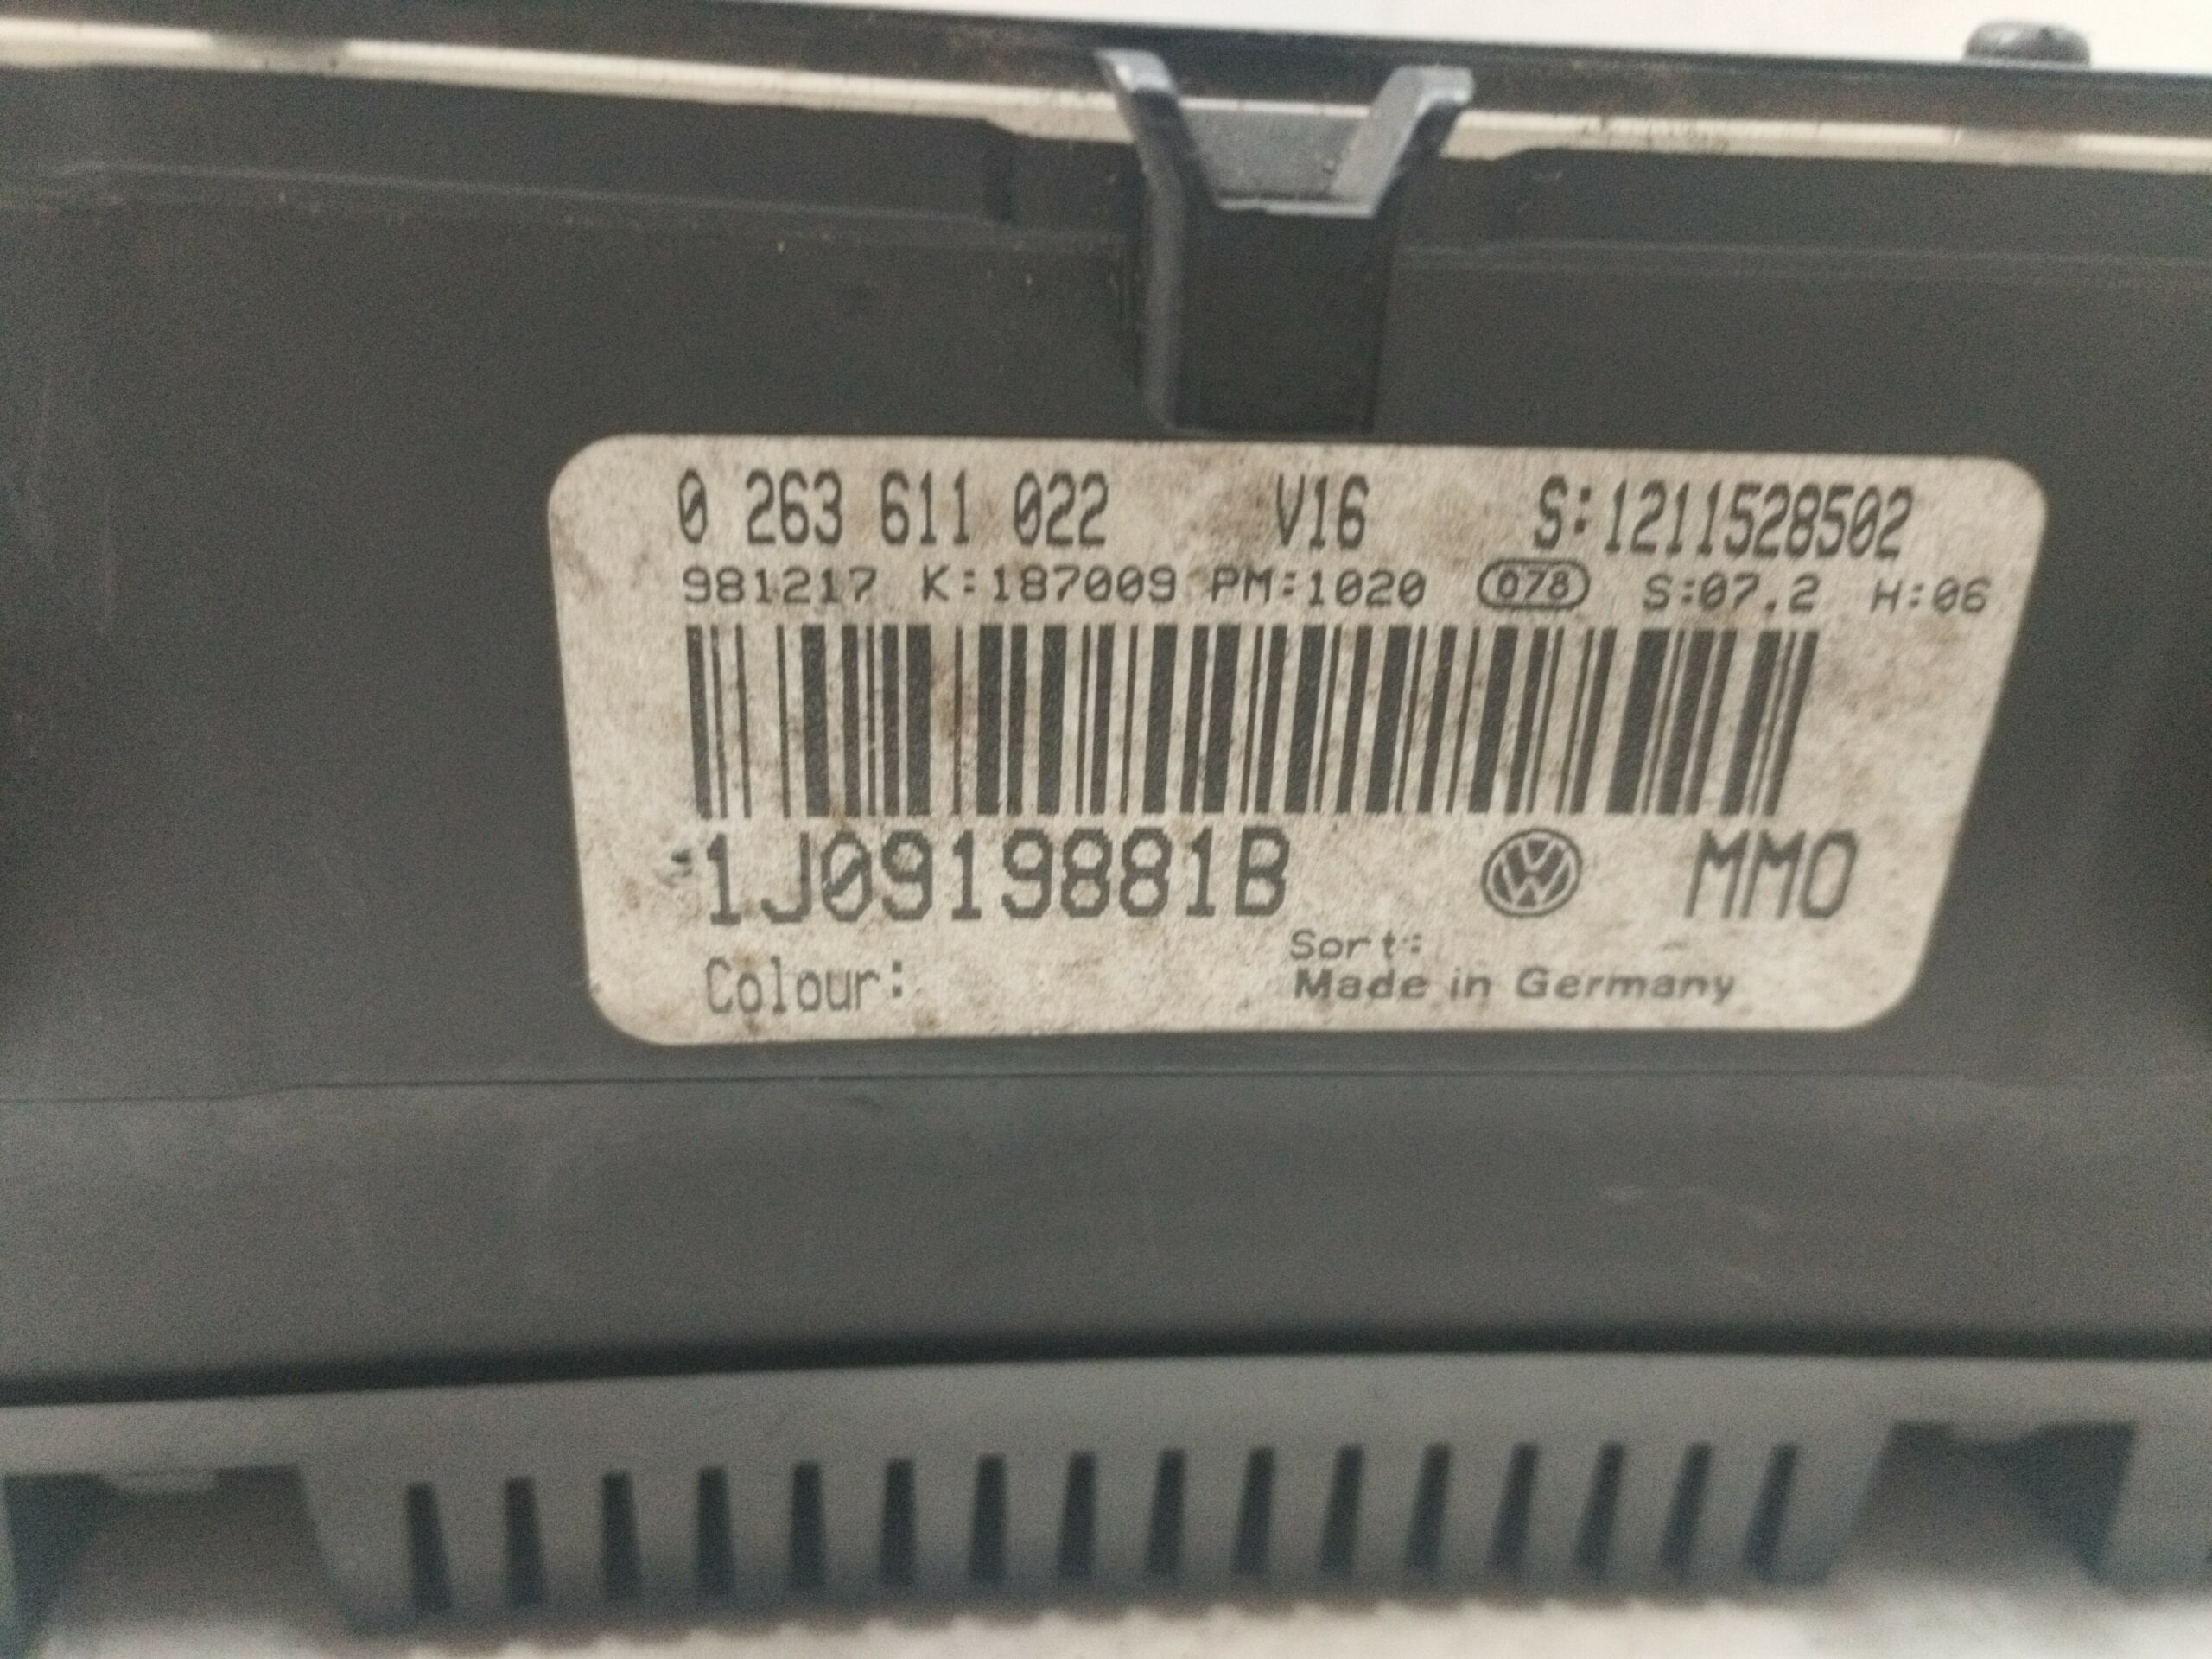 0 263 611 022 V16 S:1211528502
981217 K:187009 PM:1020 078 S:07.2 H:06
1J0919881B VW MMO
Sort:
Colour: Made in Germany